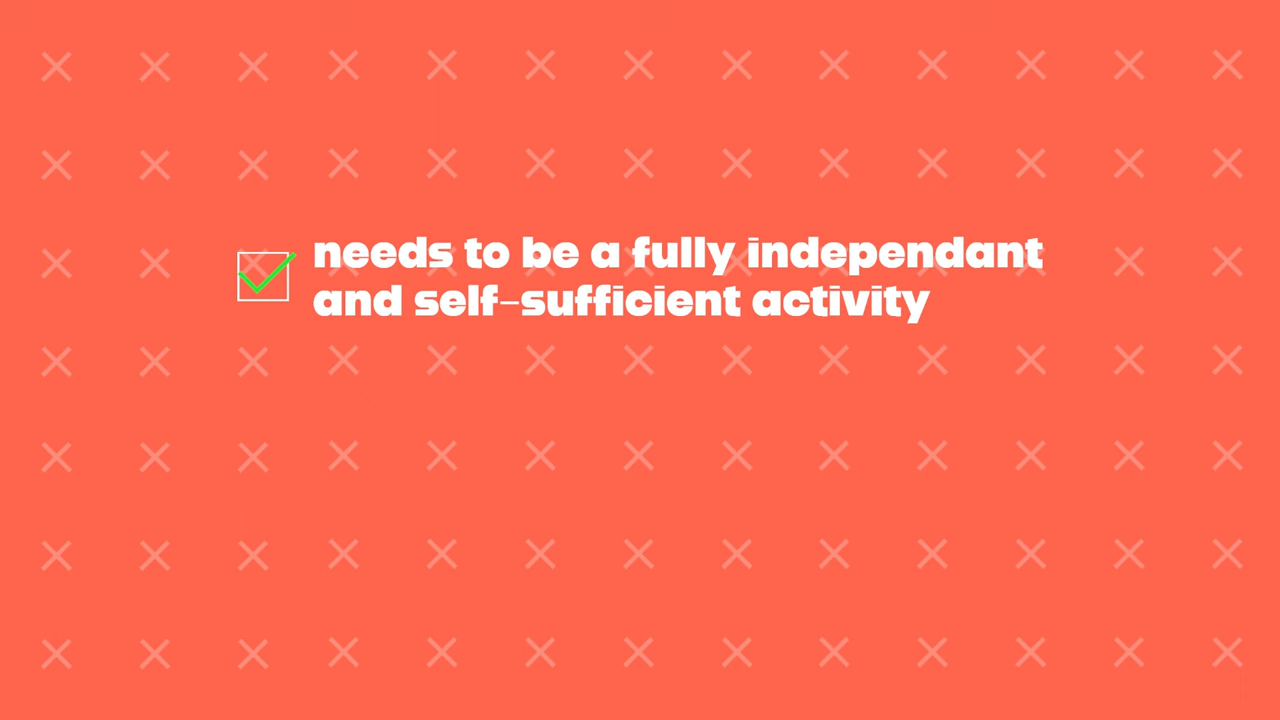 needs to be a fully independant
and self-sufficient activity